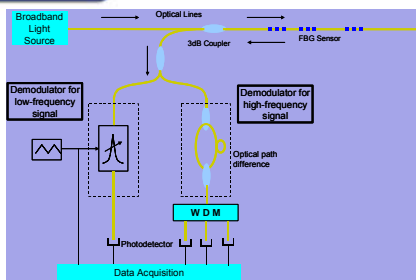 Broadband
Light
Source
Optical Lines
3dB Coupler
FBG Sensor
Demodulator for
low-frequency
signal
Demodulator for
high-frequency
signal
Optical path
difference
W D M
Photodetector
Data Acquisition